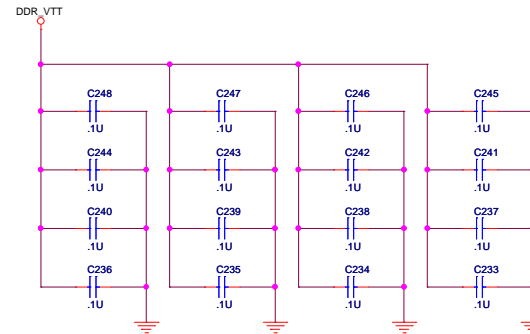 DDR_VTT
C248 C247 C246 C245
.1U .1U .1U .1U
C244 C243 C242 C241
.1U .1U .1U .1U
C240 C239 C238 C237
.1U .1U .1U .1U
C236 C235 C234 C233
.1U .1U .1U .1U